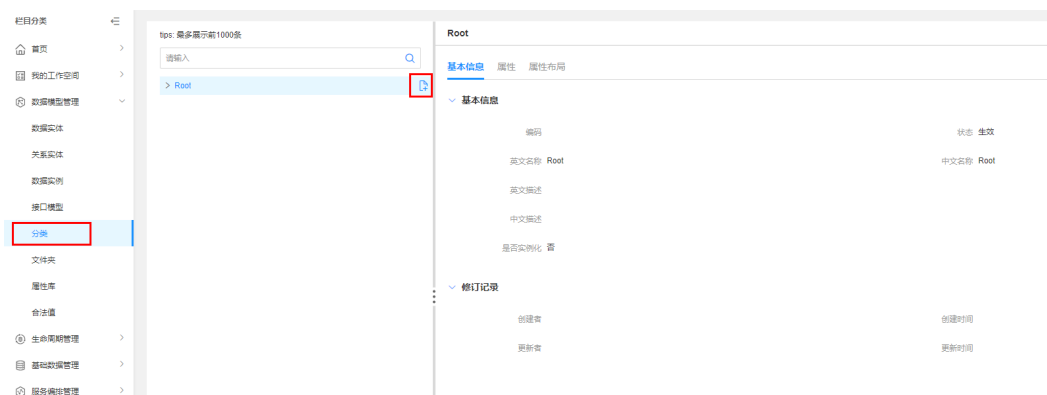 栏目分类
首页
我的工作空间
数据模型管理
数据实体
关系实体
数据实例
接口模型
分类
文件夹
属性库
合法值
生命周期管理
基础数据管理
服务编排管理
tips: 最多展示前1000条
请输入
Root
Root
基本信息 属性 属性布局
基本信息
编码 状态 生效
英文名称 Root 中文名称 Root
英文描述
中文描述
是否实例化 否
修订记录
创建者 创建时间
更新者 更新时间